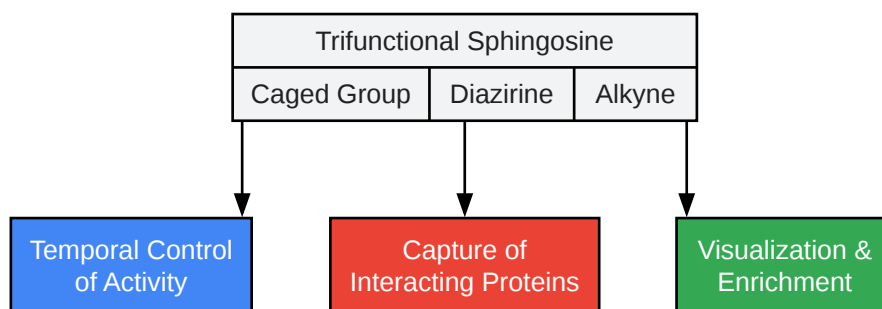 Trifunctional Sphingosine
Caged Group Diazirine Alkyne
Temporal Control
of Activity
Capture of
Interacting Proteins
Visualization &
Enrichment